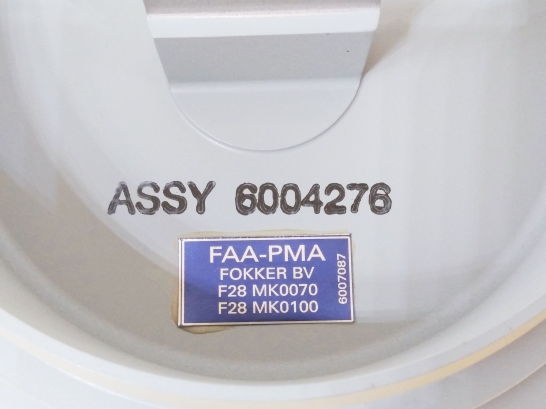 ASSY 6004276
FAA-PMA
FOKKER BV
F28 MK0070
F28 MK0100
6007087